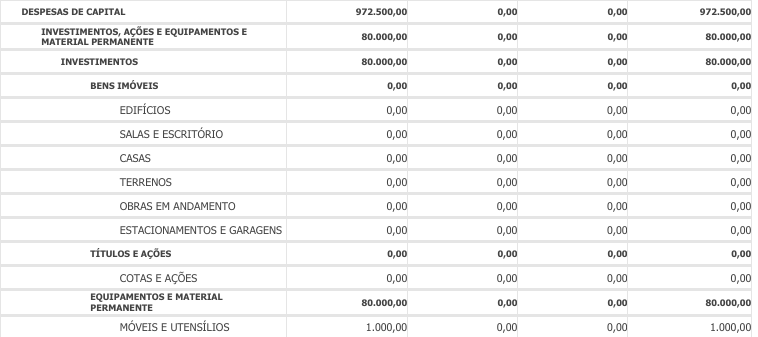 DESPESAS DE CAPITAL 972.500,00 0,00 0,00 972.500,00
INVESTIMENTOS, AÇÕES E EQUIPAMENTOS E
MATERIAL PERMANENTE 80.000,00 0,00 0,00 80.000,00
INVESTIMENTOS 80.000,00 0,00 0,00 80.000,00
BENS IMÓVEIS 0,00 0,00 0,00 0,00
EDIFÍCIOS 0,00 0,00 0,00 0,00
SALAS E ESCRITÓRIO 0,00 0,00 0,00 0,00
CASAS 0,00 0,00 0,00 0,00
TERRENOS 0,00 0,00 0,00 0,00
OBRAS EM ANDAMENTO 0,00 0,00 0,00 0,00
ESTACIONAMENTOS E GARAGENS 0,00 0,00 0,00 0,00
TÍTULOS E AÇÕES 0,00 0,00 0,00 0,00
COTAS E AÇÕES 0,00 0,00 0,00 0,00
EQUIPAMENTOS E MATERIAL
PERMANENTE 80.000,00 0,00 0,00 80.000,00
MÓVEIS E UTENSÍLIOS 1.000,00 0,00 0,00 1.000,00